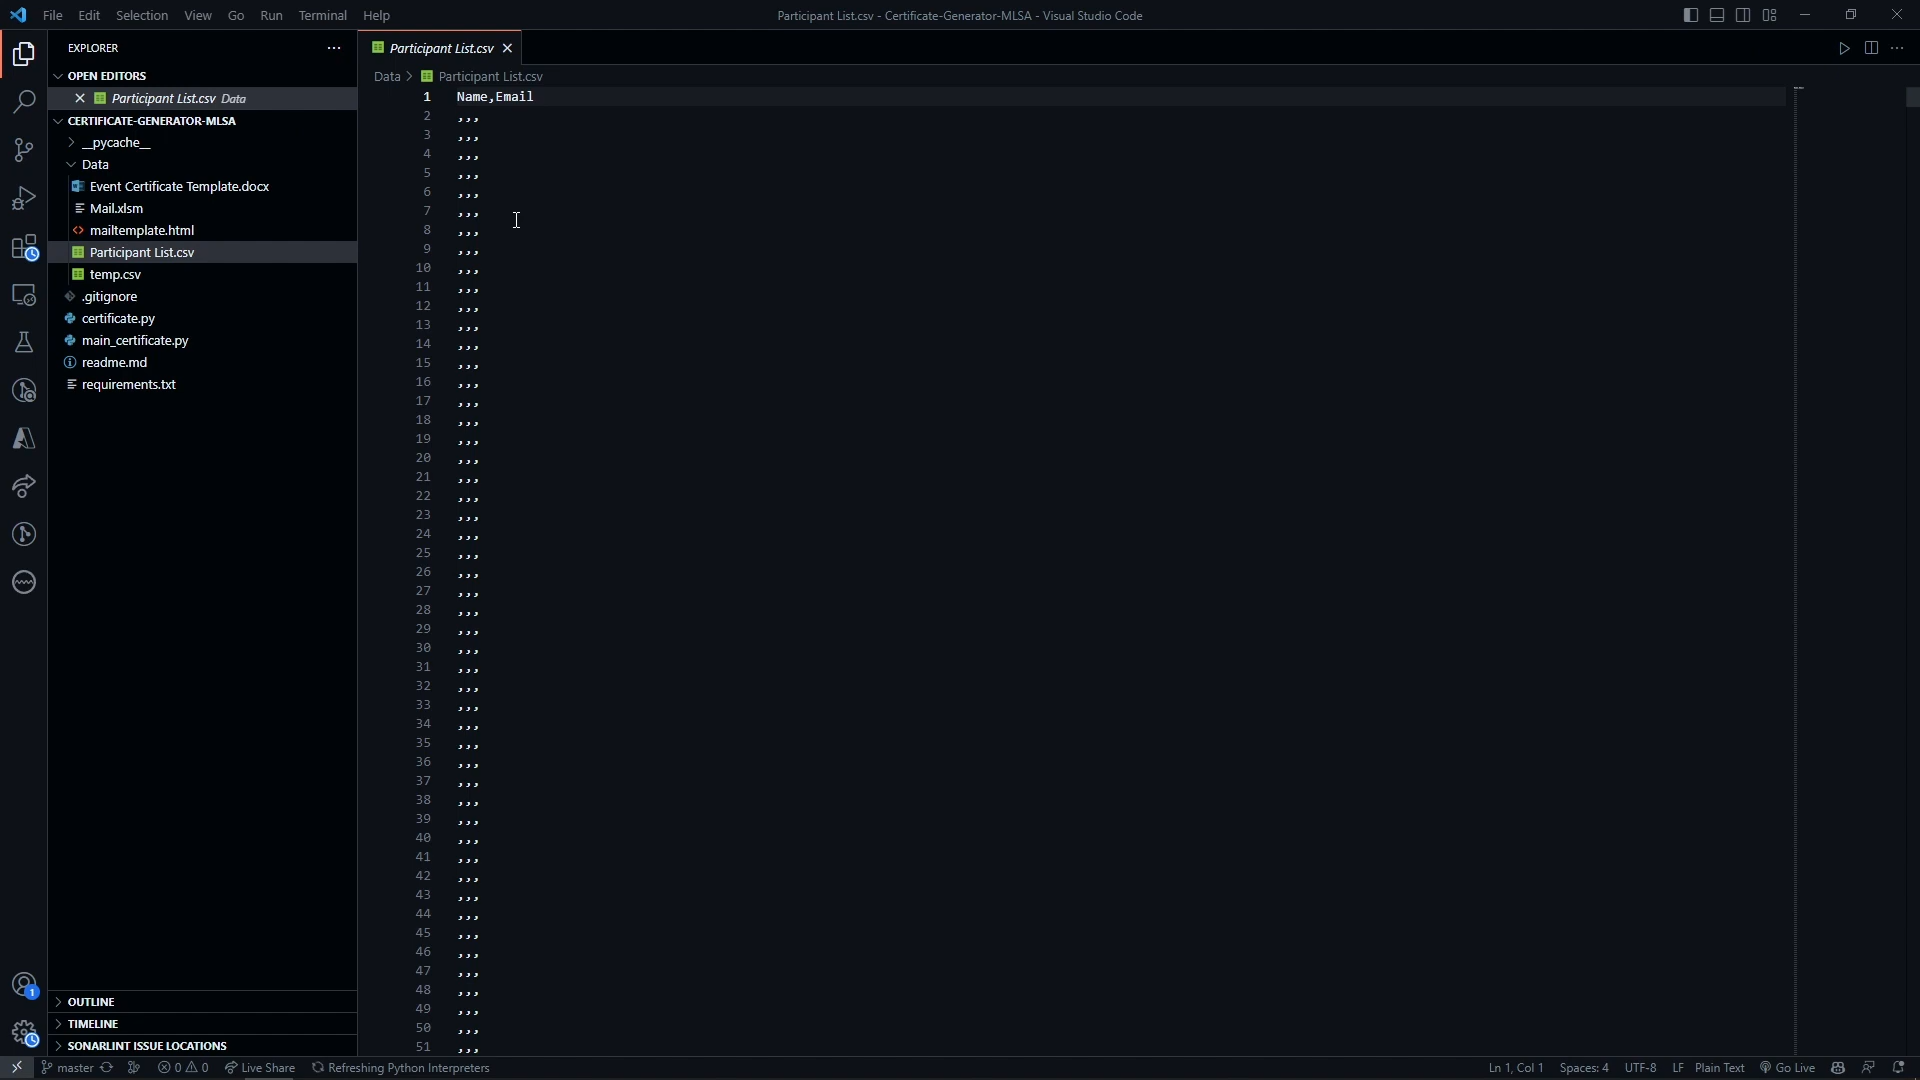 File Edit Selection View Go Run Terminal Help
Participant List.csv - Certificate-Generator-MLSA - Visual Studio Code
EXPLORER
OPEN EDITORS
Participant List.csv Data
CERTIFICATE-GENERATOR-MLSA
__pycache__
Data
Event Certificate Template.docx
Mail.xlsm
mailtemplate.html
Participant List.csv
temp.csv
.gitignore
certificate.py
main_certificate.py
readme.md
requirements.txt
OUTLINE
TIMELINE
SONARLINT ISSUE LOCATIONS
Participant List.csv
Data > Participant List.csv
1 Name,Email
2 ,,,
3 ,,,
4 ,,,
5 ,,,
6 ,,,
7 ,,,
8 ,,,
9 ,,,
10 ,,,
11 ,,,
12 ,,,
13 ,,,
14 ,,,
15 ,,,
16 ,,,
17 ,,,
18 ,,,
19 ,,,
20 ,,,
21 ,,,
22 ,,,
23 ,,,
24 ,,,
25 ,,,
26 ,,,
27 ,,,
28 ,,,
29 ,,,
30 ,,,
31 ,,,
32 ,,,
33 ,,,
34 ,,,
35 ,,,
36 ,,,
37 ,,,
38 ,,,
39 ,,,
40 ,,,
41 ,,,
42 ,,,
43 ,,,
44 ,,,
45 ,,,
46 ,,,
47 ,,,
48 ,,,
49 ,,,
50 ,,,
51 ,,,
1
master 0 0 Live Share Refreshing Python Interpreters Ln 1, Col 1 Spaces: 4 UTF-8 LF Plain Text Go Live